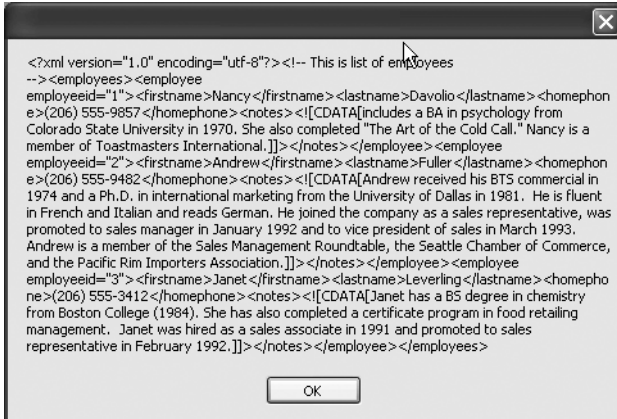 <?xml version="1.0" encoding="utf-8"?><!-- This is list of employees
--><employees><employee
employeeid="1"><firstname>Nancy</firstname><lastname>Davolio</lastname><homephon
e>(206) 555-9857</homephone><notes><![CDATA[includes a BA in psychology from
Colorado State University in 1970. She also completed "The Art of the Cold Call." Nancy is a
member of Toastmasters International.]]></notes></employee><employee
employeeid="2"><firstname>Andrew</firstname><lastname>Fuller</lastname><homephon
e>(206) 555-9482</homephone><notes><![CDATA[Andrew received his BTS commercial in
1974 and a Ph.D. in international marketing from the University of Dallas in 1981.  He is fluent
in French and Italian and reads German. He joined the company as a sales representative, was
promoted to sales manager in January 1992 and to vice president of sales in March 1993.
Andrew is a member of the Sales Management Roundtable, the Seattle Chamber of Commerce,
and the Pacific Rim Importers Association.]]></notes></employee><employee
employeeid="3"><firstname>Janet</firstname><lastname>Leverling</lastname><homepho
ne>(206) 555-3412</homephone><notes><![CDATA[Janet has a BS degree in chemistry
from Boston College (1984). She has also completed a certificate program in food retailing
management.  Janet was hired as a sales associate in 1991 and promoted to sales
representative in February 1992.]]></notes></employee></employees>
OK